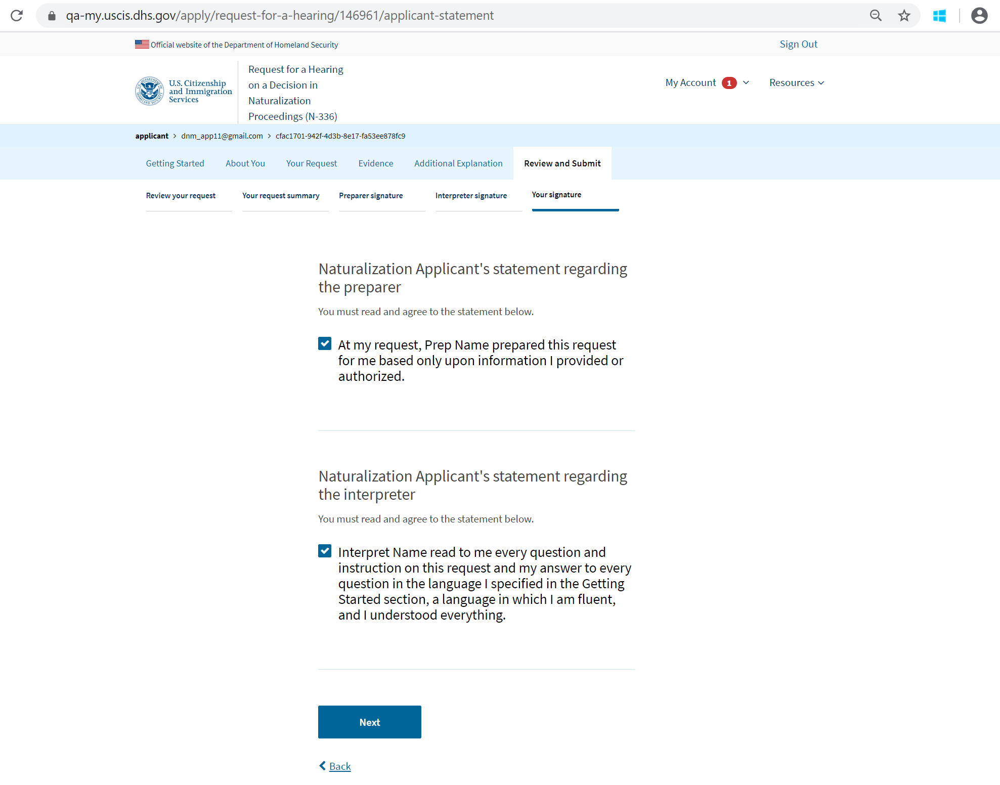 qa-my.uscis.dhs.gov/apply/request-for-a-hearing/146961/applicant-statement
Official website of the Department of Homeland Security
Sign Out
U.S. Citizenship
and Immigration
Services
Request for a Hearing
on a Decision in
Naturalization
Proceedings (N-336)
My Account 1
Resources
applicant > dnm_app11@gmail.com > cfac1701-942f-4d3b-8e17-fa53ee878fc9
Getting Started About You Your Request Evidence Additional Explanation Review and Submit
Review your request Your request summary Preparer signature Interpreter signature Your signature
Naturalization Applicant's statement regarding
the preparer
You must read and agree to the statement below.
At my request, Prep Name prepared this request
for me based only upon information I provided or
authorized.
Naturalization Applicant's statement regarding
the interpreter
You must read and agree to the statement below.
Interpret Name read to me every question and
instruction on this request and my answer to every
question in the language I specified in the Getting
Started section, a language in which I am fluent,
and I understood everything.
Next
Back